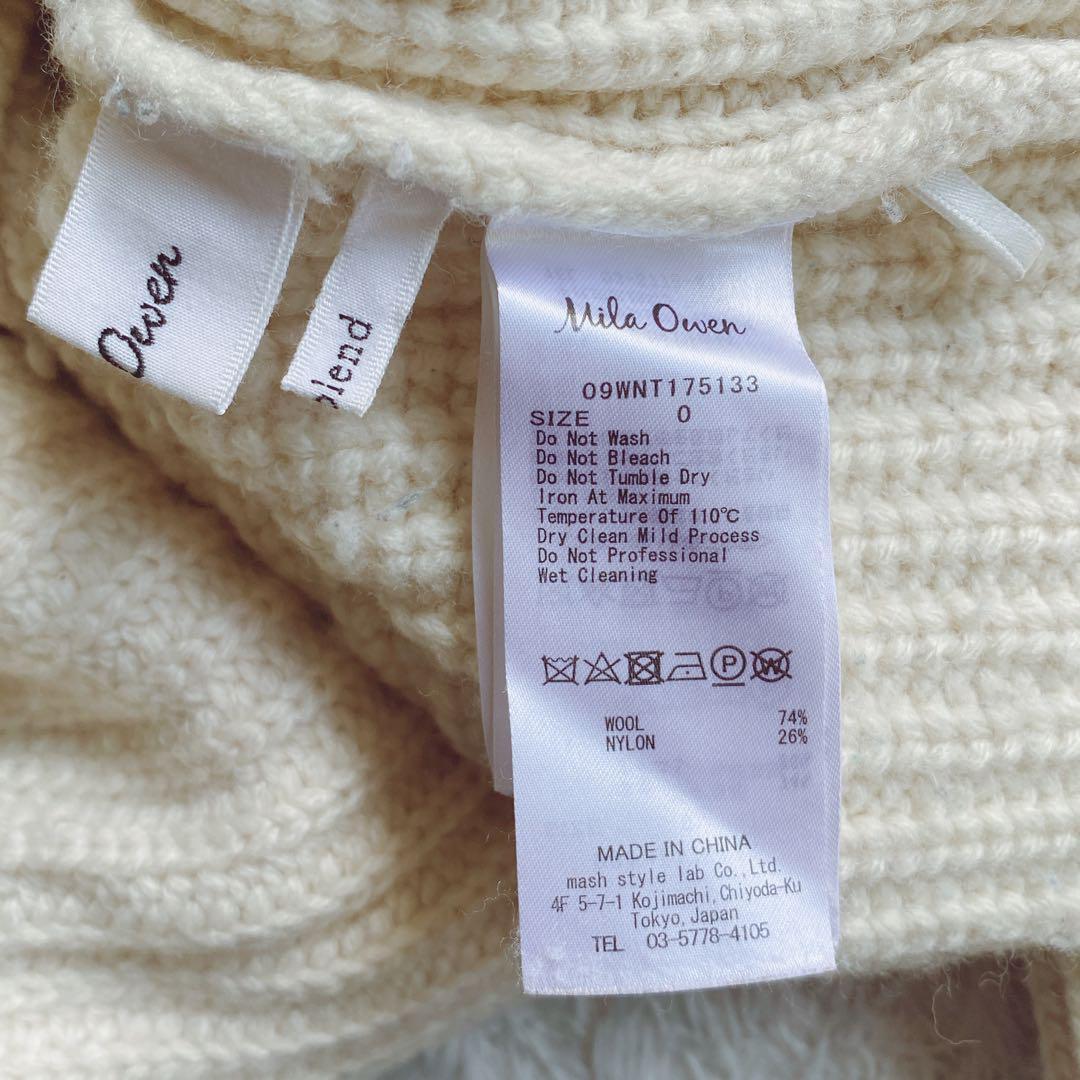 Owen
blend
Mila Owen
09WNT175133
SIZE 0
Do Not Wash
Do Not Bleach
Do Not Tumble Dry
Iron At Maximum
Temperature Of 110℃
Dry Clean Mild Process
Do Not Professional
Wet Cleaning
P W
WOOL 74%
NYLON 26%
MADE IN CHINA
mash style lab Co.,Ltd.
4F 5-7-1 Kojimachi,Chiyoda-Ku
Tokyo,Japan
TEL 03-5778-4105